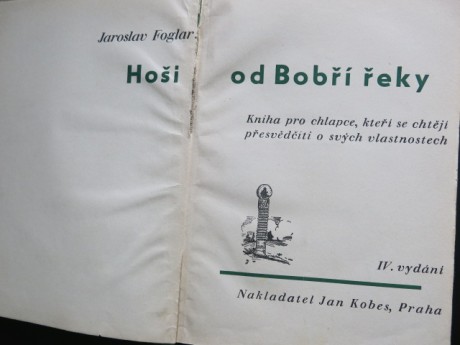 Jaroslav Foglar
Hoši od Bobří řeky
Kniha pro chlapce, kteří se chtějí
přesvědčiti o svých vlastnostech
IV. vydání
Nakladatel Jan Kobes, Praha